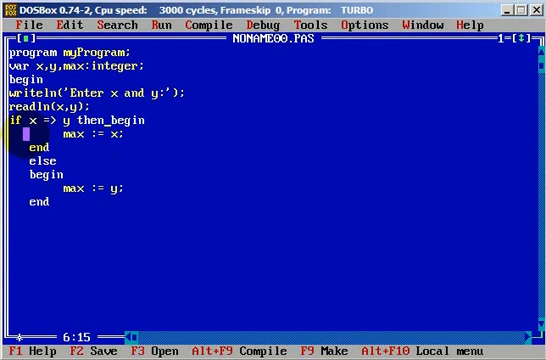 DOSBox 0.74-2, Cpu speed: 3000 cycles, Frameskip 0, Program: TURBO
File Edit Search Run Compile Debug Tools Options Window Help
NONAME00.PAS 1=[↕]
program myProgram;
var x,y,max:integer;
begin
writeln('Enter x and y:');
readln(x,y);
if x => y then_begin
max := x;
end
else
begin
max := y;
end
6:15
F1 Help F2 Save F3 Open Alt+F9 Compile F9 Make Alt+F10 Local menu